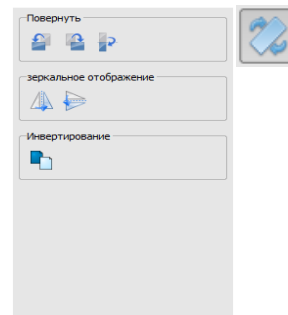 Повернуть
зеркальное отображение
Инвертирование